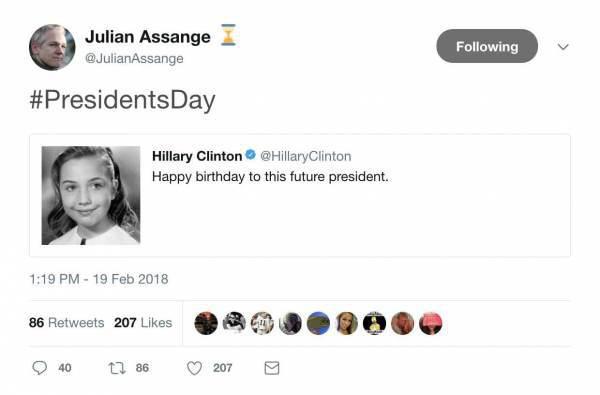 Julian Assange ⏳
@JulianAssange
Following
#PresidentsDay
Hillary Clinton @HillaryClinton
Happy birthday to this future president.
1:19 PM - 19 Feb 2018
86 Retweets 207 Likes
40 86 207